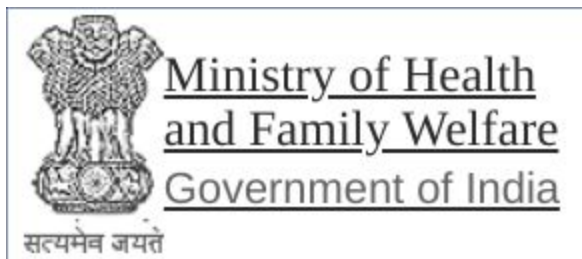 Ministry of Health
and Family Welfare
Government of India
सत्यमेव जयते